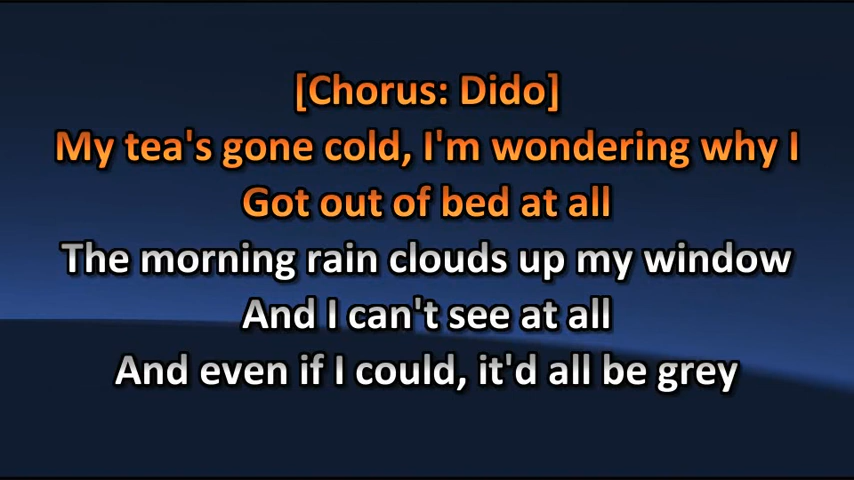 [Chorus: Dido]
My tea's gone cold, I'm wondering why I
Got out of bed at all
The morning rain clouds up my window
And I can't see at all
And even if I could, it'd all be grey